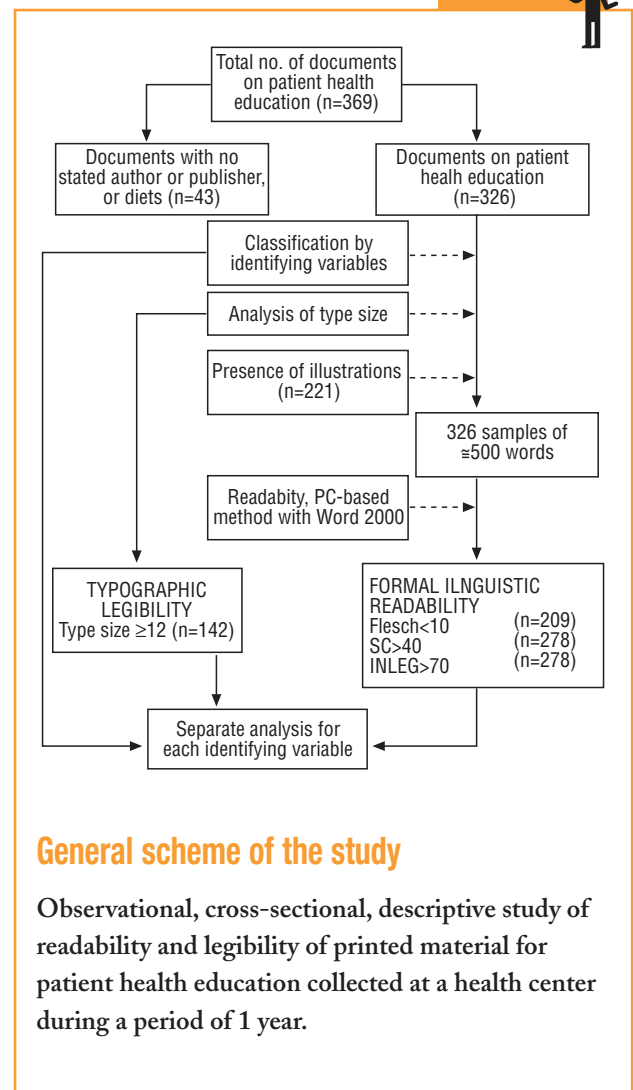 Total no. of documents
on patient health
education (n=369)
Documents with no
stated author or publisher,
or diets (n=43)
Documents on patient
healh education
(n=326)
Classification by
identifying variables
Analysis of type size
Presence of illustrations
(n=221)
326 samples of
≅500 words
Readabity, PC-based
method with Word 2000
TYPOGRAPHIC
LEGIBILITY
Type size ≥12 (n=142)
FORMAL ILNGUISTIC
READABILITY
Flesch<10 (n=209)
SC>40 (n=278)
INLEG>70 (n=278)
Separate analysis for
each identifying variable
General scheme of the study
Observational, cross-sectional, descriptive study of
readability and legibility of printed material for
patient health education collected at a health center
during a period of 1 year.